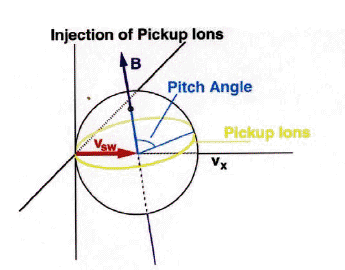 Injection of Pickup Ions
B
Pitch Angle
Pickup Ions
vsw
vx